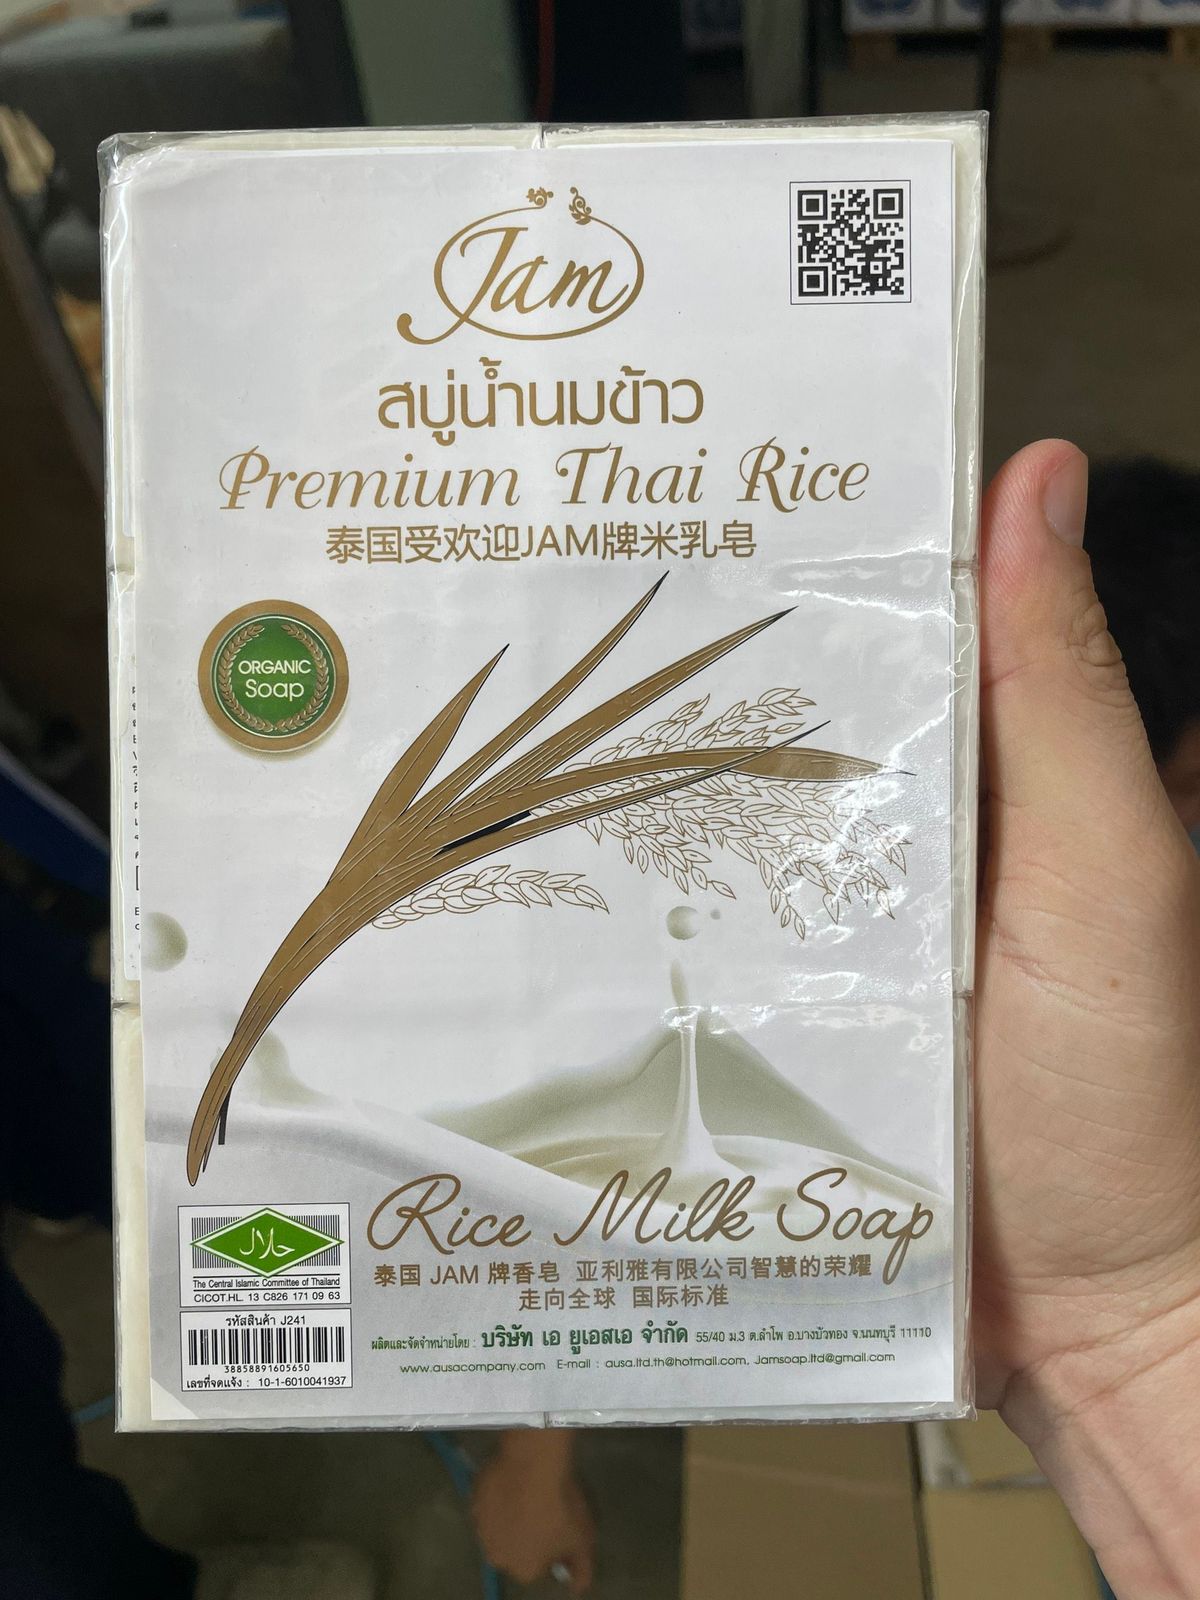 Jam
สบู่น้ำนมข้าว
Premium Thai Rice
泰国受欢迎JAM牌米乳皂
ORGANIC
Soap
Rice Milk Soap
泰国 JAM 牌香皂 亚利雅有限公司智慧的荣耀
走向全球 国际标准
حلال
The Central Islamic Committee of Thailand
CICOT.HL. 13 C826 171 09 63
รหัสสินค้า J241
38858891605650
เลขที่จดแจ้ง : 10-1-6010041937
ผลิตและจัดจำหน่ายโดย : บริษัท เอ ยูเอสเอ จำกัด 55/40 ม.3 ต.ลำโพ อ.บางบัวทอง จ.นนทบุรี 11110
www.ausacompany.com E-mail : ausa.ltd.th@hotmail.com, Jamsoap.ltd@gmail.com